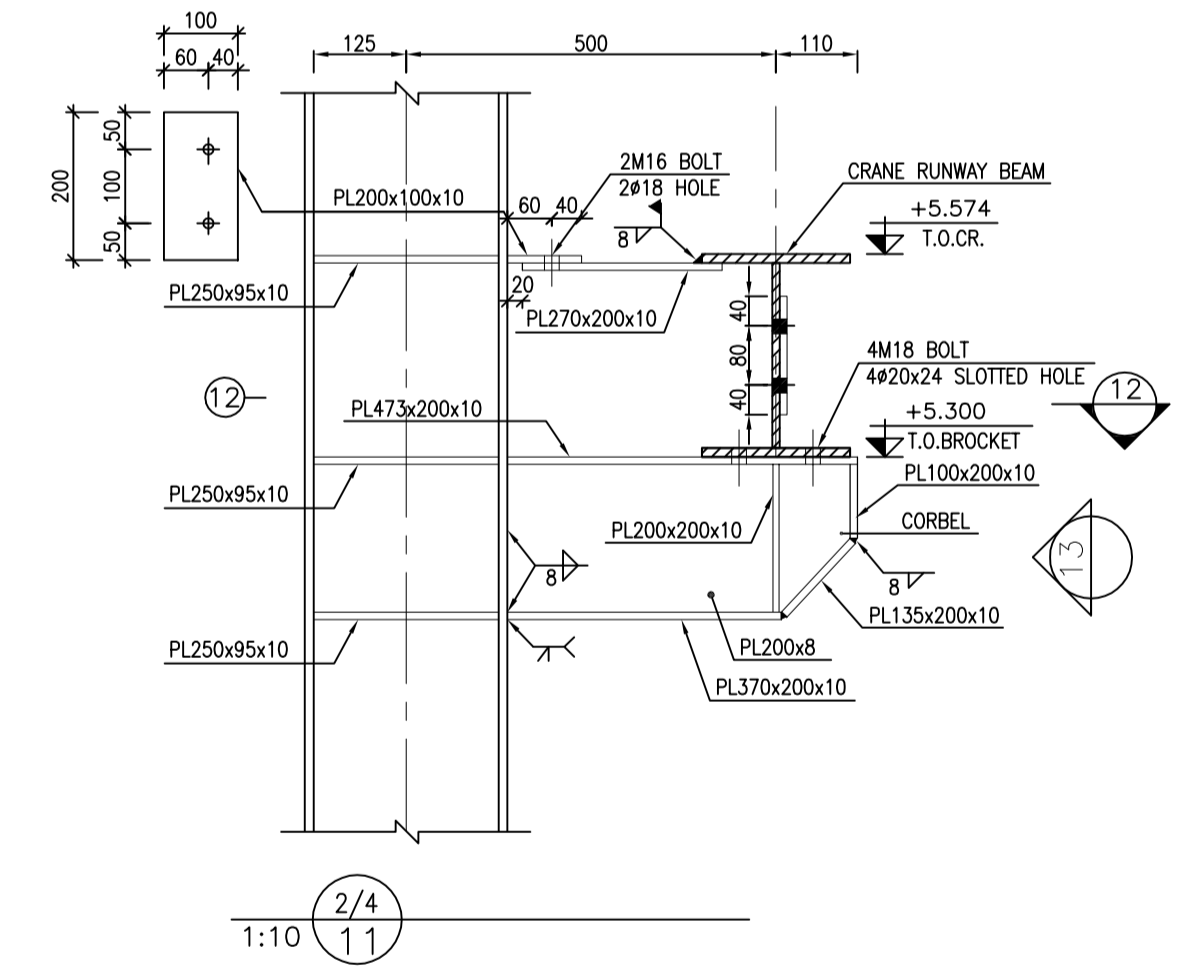 100
60
40
125
500
110
50
100
50
200
2M16 BOLT
2ø18 HOLE
CRANE RUNWAY BEAM
+5.574
T.O.CR.
PL200x100x10
60
40
8
PL250x95x10
20
PL270x200x10
40
80
40
4M18 BOLT
4ø20x24 SLOTTED HOLE
12
12
PL473x200x10
+5.300
T.O.BROCKET
PL250x95x10
PL100x200x10
PL200x200x10
CORBEL
13
8
8
PL135x200x10
PL250x95x10
PL200x8
PL370x200x10
2/4
1:10
11